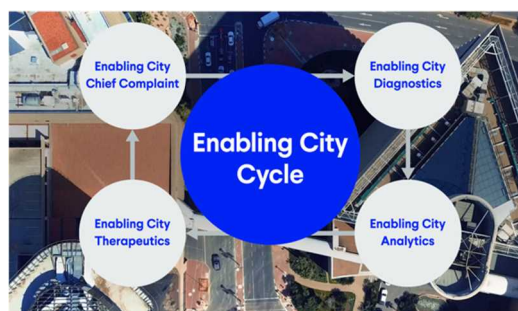 Enabling City
Chief Complaint
Enabling City
Diagnostics
Enabling City
Cycle
Enabling City
Therapeutics
Enabling City
Analytics